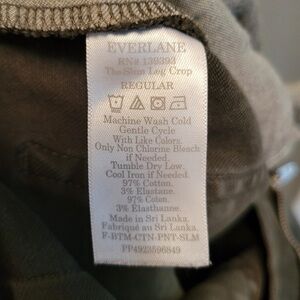 EVERLANE
RN# 139393
The Slim Leg Crop
REGULAR
Machine Wash Cold
Gentle Cycle
With Like Colors.
Only Non Chlorine Bleach
if Needed.
Tumble Dry Low.
Cool Iron if Needed.
97% Cotton.
3% Elastane.
97% Coton.
3% Elasthanne.
Made in Sri Lanka.
Fabriqué au Sri Lanka.
F-BTM-CTN-PNT-SLM
PP4923596849